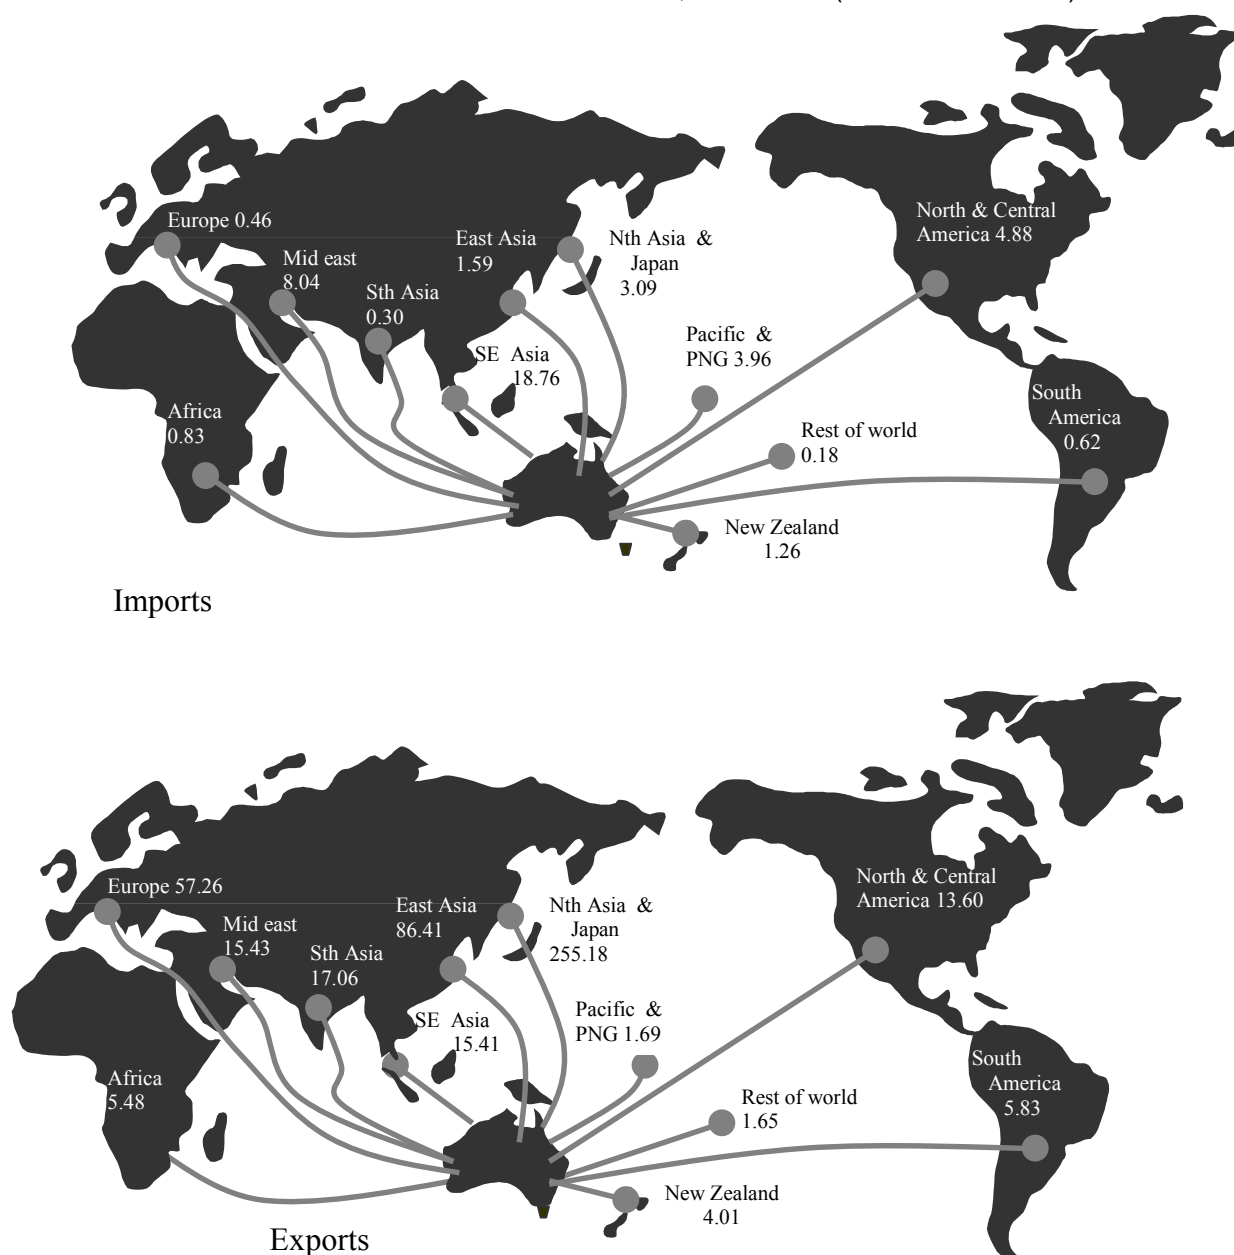 Europe 0.46
Mid east
8.04
Sth Asia
0.30
East Asia
1.59
Nth Asia &
Japan
3.09
North & Central
America 4.88
SE Asia
18.76
Pacific &
PNG 3.96
Africa
0.83
South
America
0.62
Rest of world
0.18
New Zealand
1.26
Imports
Europe 57.26
Mid east
15.43
Sth Asia
17.06
East Asia
86.41
Nth Asia &
Japan
255.18
North & Central
America 13.60
SE Asia
15.41
Pacific &
PNG 1.69
Africa
5.48
South
America
5.83
Rest of world
1.65
New Zealand
4.01
Exports